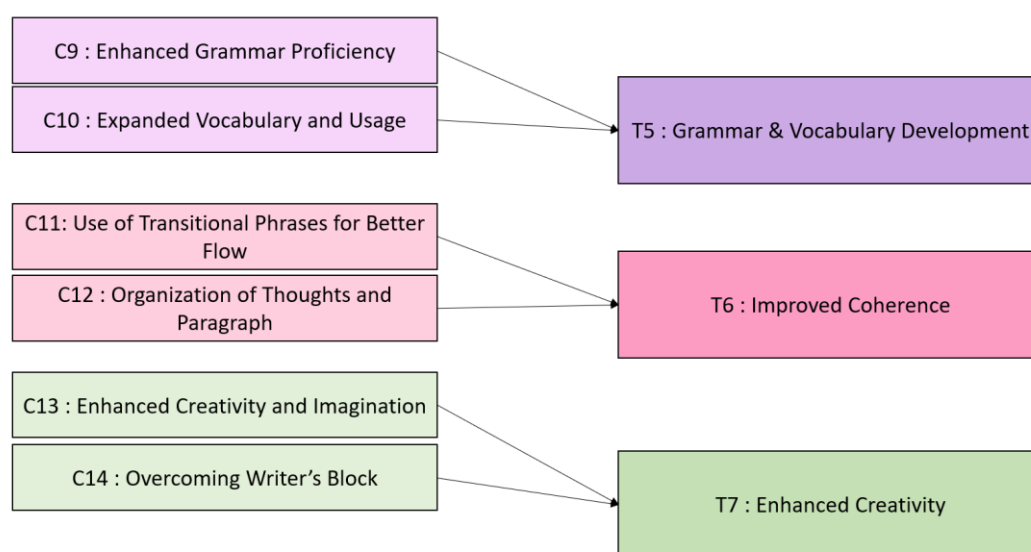 C9 : Enhanced Grammar Proficiency
C10 : Expanded Vocabulary and Usage
T5 : Grammar & Vocabulary Development
C11: Use of Transitional Phrases for Better
Flow
C12 : Organization of Thoughts and
Paragraph
T6 : Improved Coherence
C13 : Enhanced Creativity and Imagination
C14 : Overcoming Writer’s Block
T7 : Enhanced Creativity